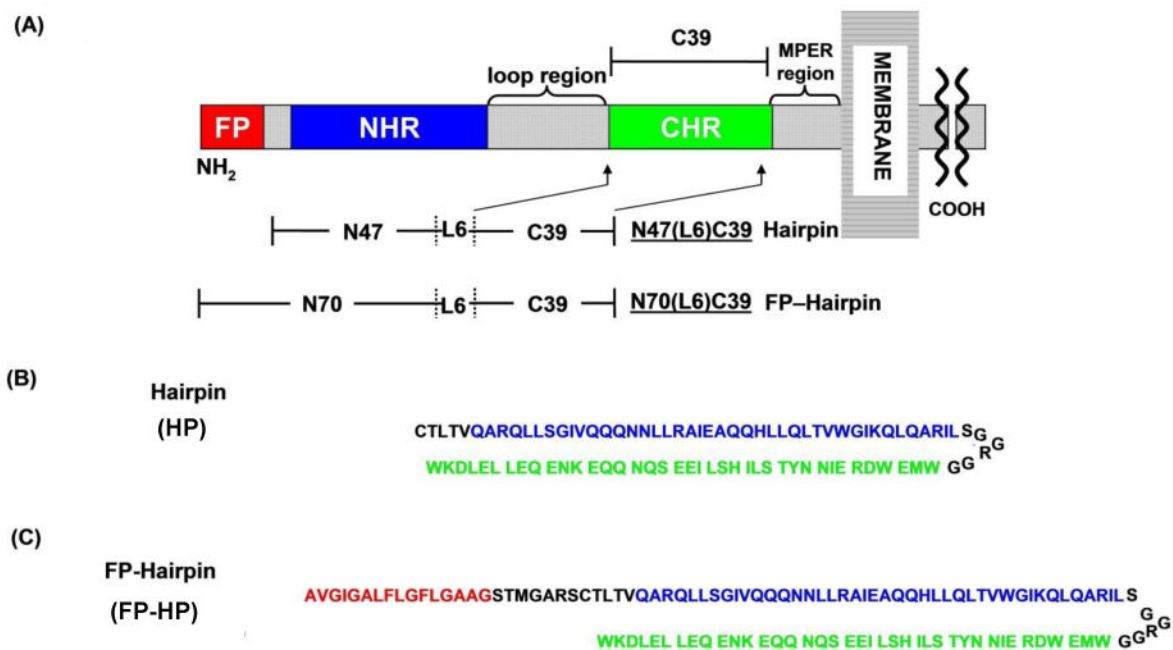 (A)
C39
loop region
MPER
region
FP
NHR
CHR
MEMBRANE
NH2
COOH
N47 L6 C39 N47(L6)C39 Hairpin
N70 L6 C39 N70(L6)C39 FP–Hairpin
(B)
Hairpin
(HP)
CTLTVQARQLLSGIVQQQNNLLRAIEAQQHLLQLTVWGIKQLQARILSGG
R
WKDLEL LEQ ENK EQQ NQS EEI LSH ILS TYN NIE RDW EMW GG
(C)
FP-Hairpin
(FP-HP)
AVGIGALFLGFLGAAGSTMGARSCTLTVQARQLLSGIVQQQNNLLRAIEAQQHLLQLTVWGIKQLQARILS
G
WKDLEL LEQ ENK EQQ NQS EEI LSH ILS TYN NIE RDW EMW GGRG